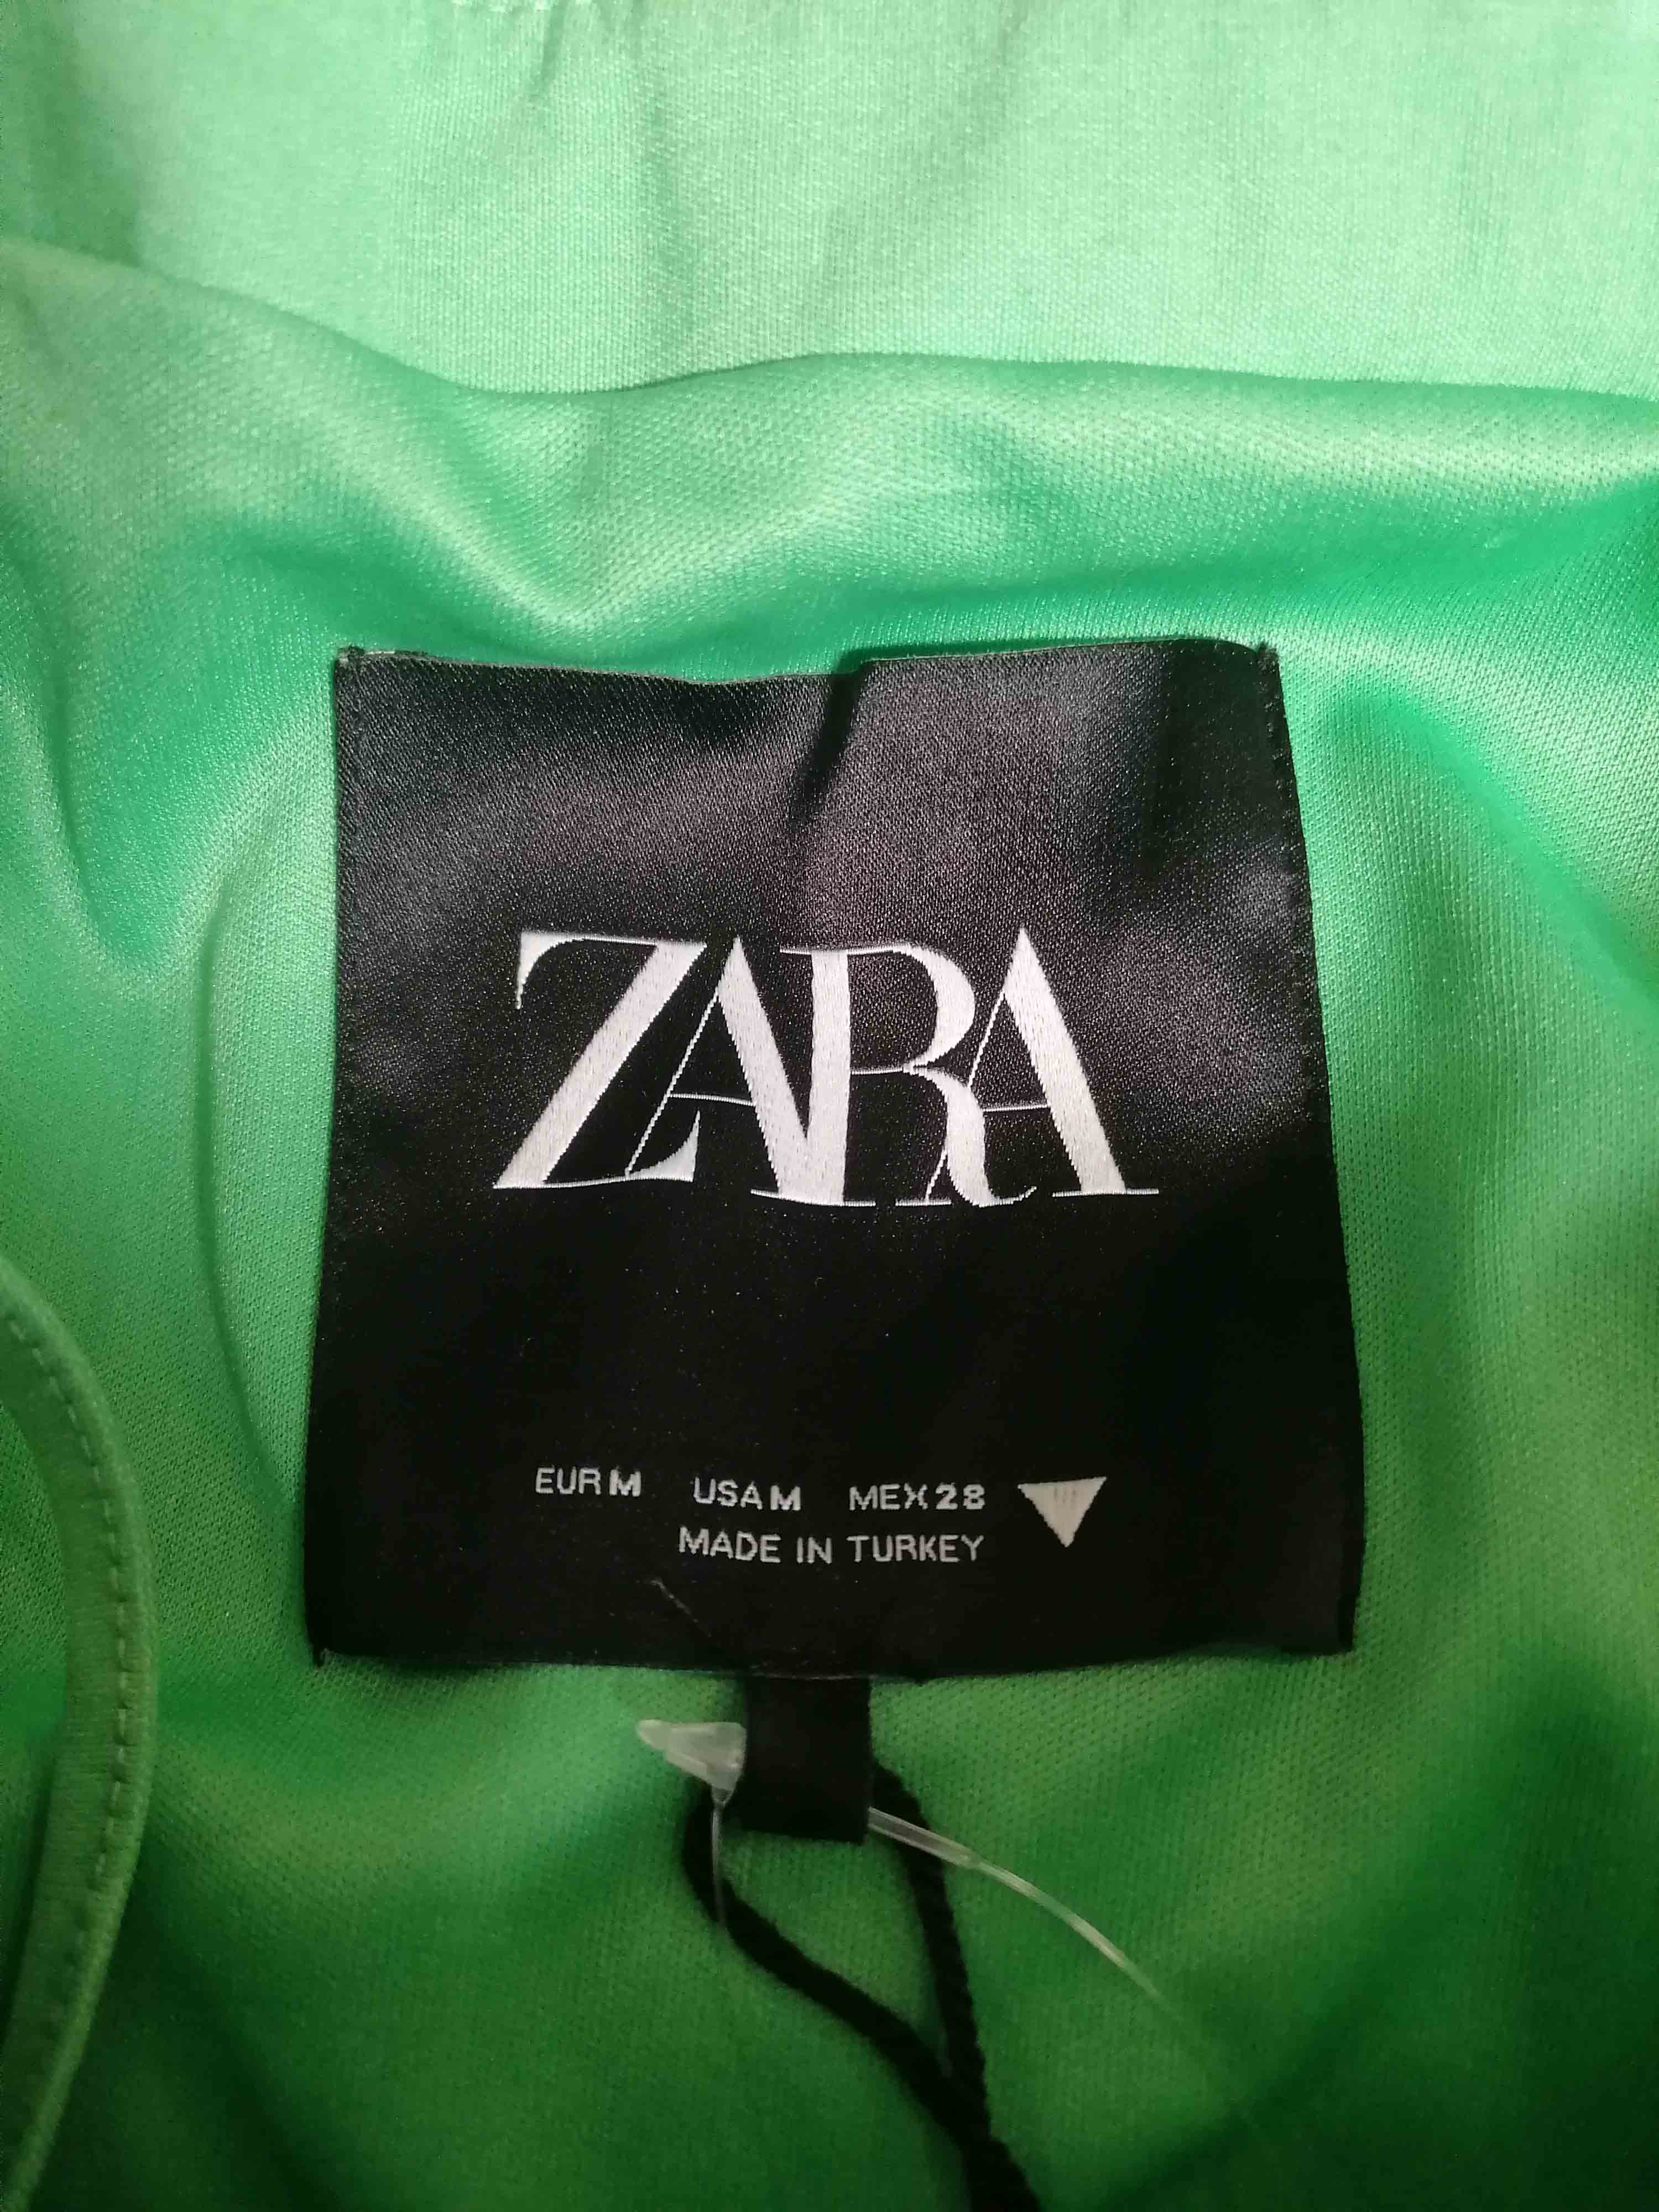 ZARA
EUR M USA M MEX 28
MADE IN TURKEY